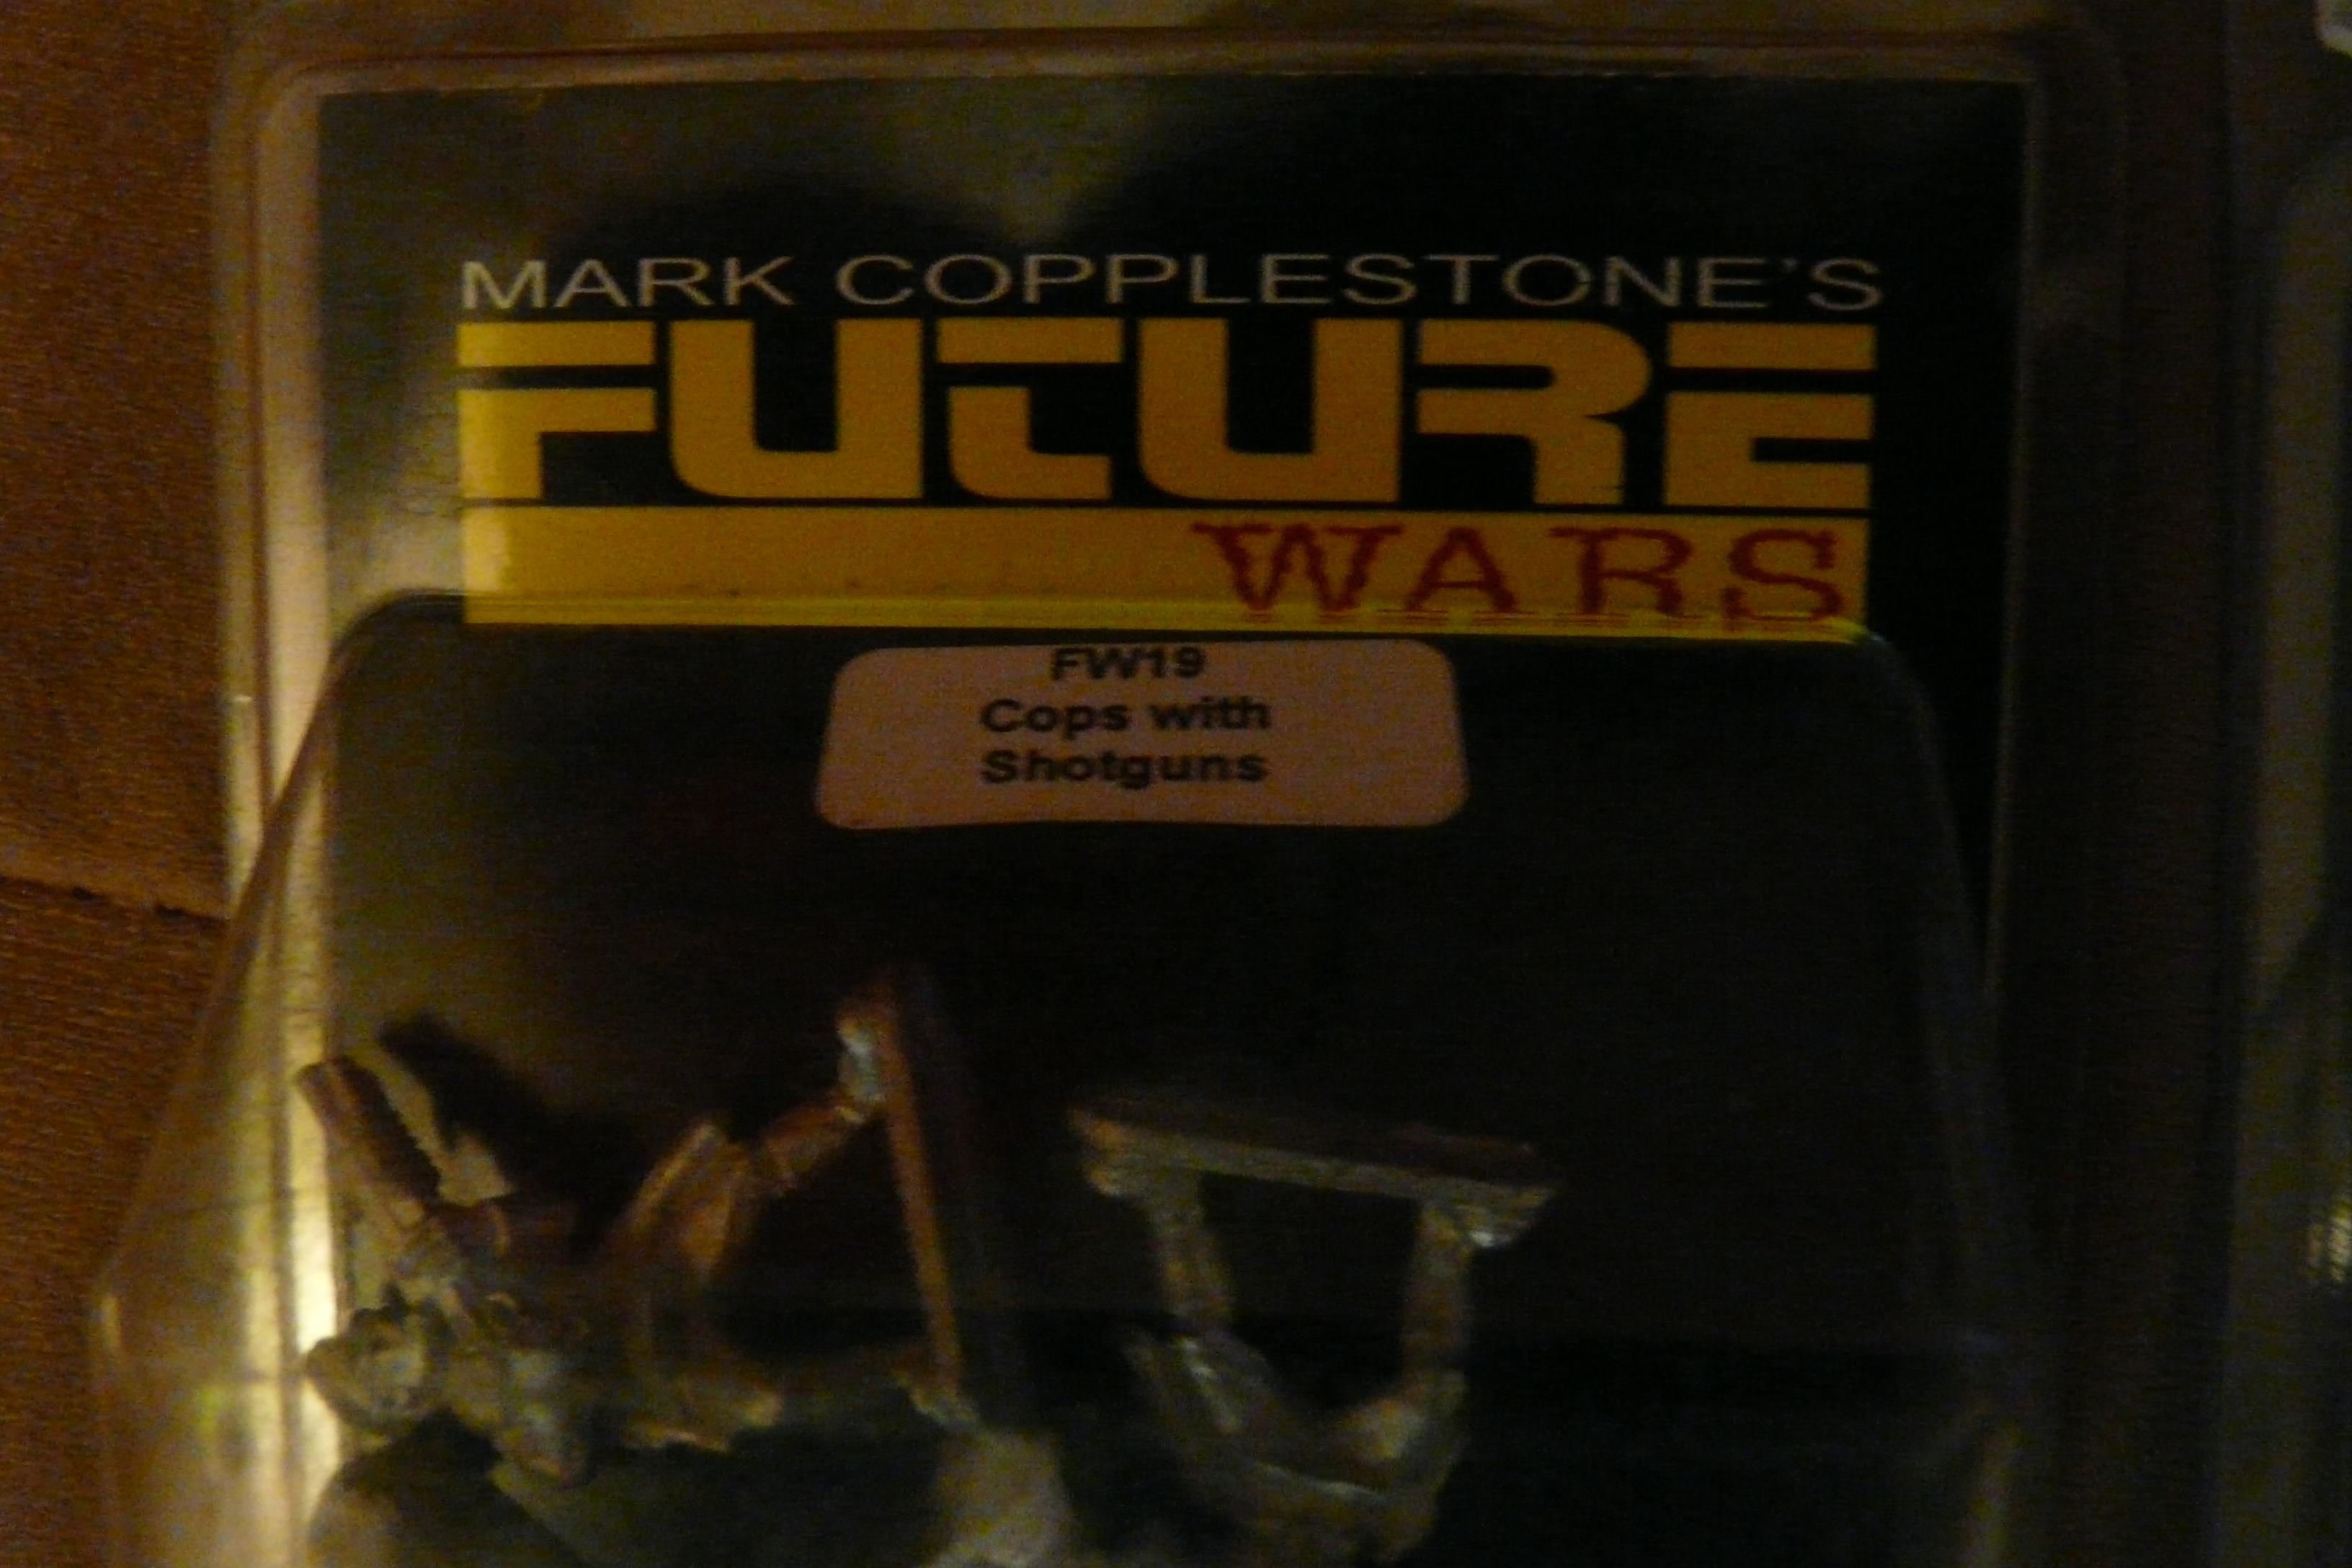 MARK COPPLESTONE'S
FUTURE
WARS
FW19
Cops with
Shotguns